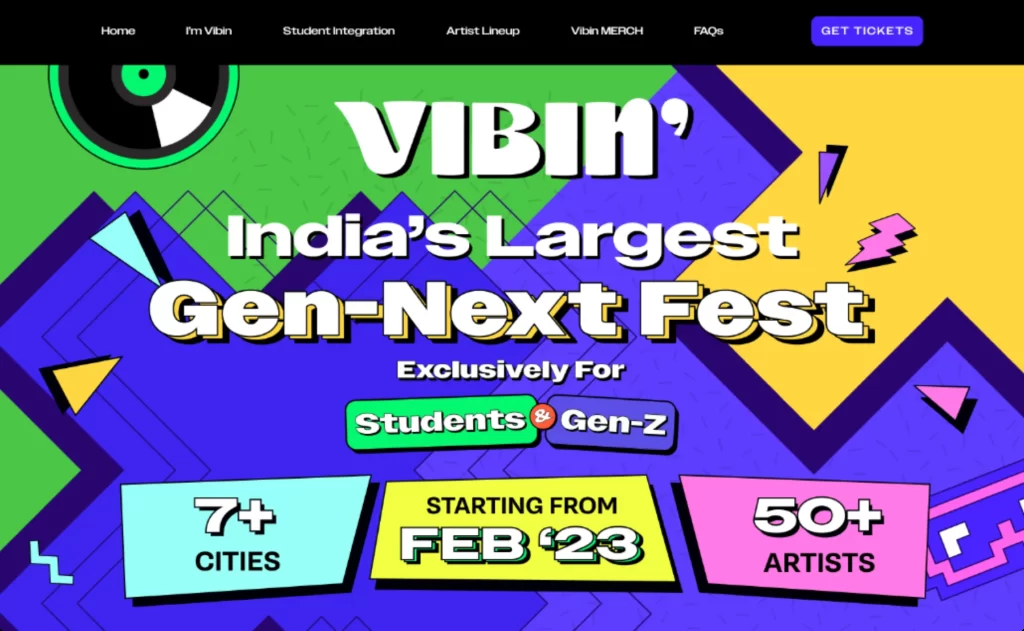 Home I'm Vibin Student Integration Artist Lineup Vibin MERCH FAQs GET TICKETS
VIBIN’
India’s Largest
Gen-Next Fest
Exclusively For
Students & Gen-Z
7+
CITIES
STARTING FROM
FEB ‘23
50+
ARTISTS